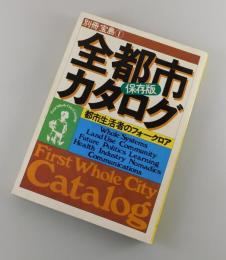 別冊宝島①
全都市
カタログ
保存版
都市生活者のフォークロア
Whole Systems
Land Use Community
Future Politics Learning
Health Industry Nomadics
Communications
First Whole City
Catalog